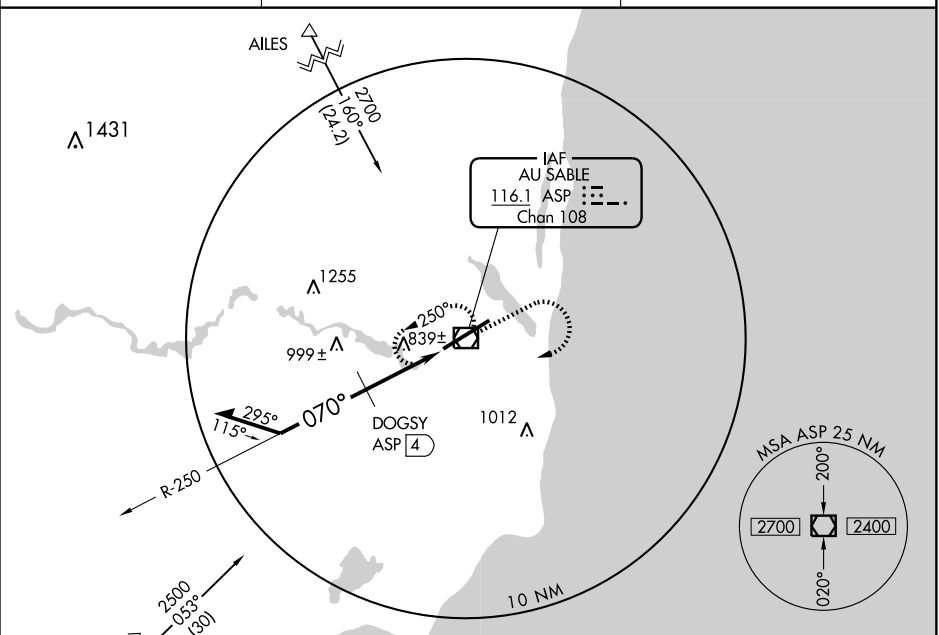 AILES
2700
160°
(24.2)
1431
IAF
AU SABLE
116.1 ASP
Chan 108
1255
250°
839±
999±
070°
295°
115°
DOGSY
ASP 4
1012
R-250
MSA ASP 25 NM
200°
2700
2400
020°
10 NM
2500
053°
(30)